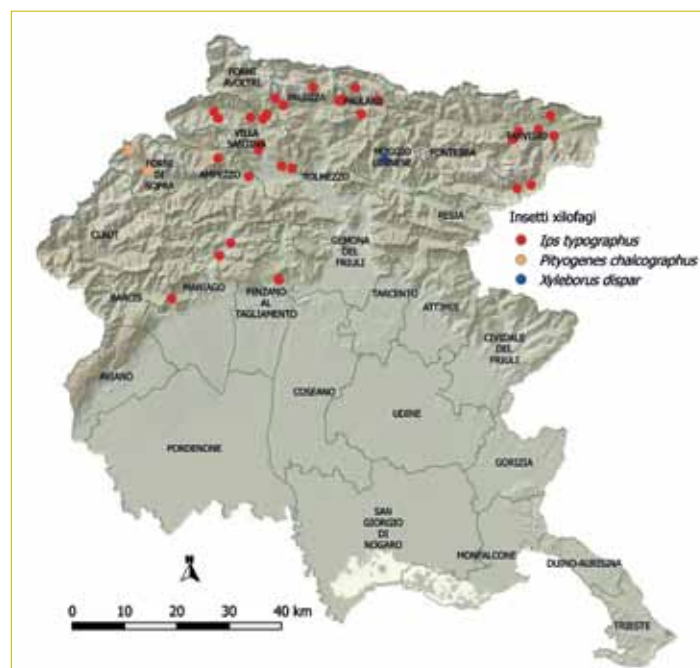 FORNI
AVOLTRI
PALUZZA
PAULARO
VILLA
SANTINA
MOGGIO
UDINESE
PONTEBBA
TARVISIO
FORNI
DI
SOPRA
AMPEZZO
TOLMEZZO
RESIA
CLAUT
GEMONA
DEL
FRIULI
Insetti xilofagi
Ips typographus
Pityogenes chalcographus
Xyleborus dispar
BARCIS
MANIAGO
PINZANO
AL
TAGLIAMENTO
TARCENTO
ATTIMIS
CIVIDALE
DEL
FRIULI
AVIANO
COSEANO
UDINE
PORDENONE
GORIZIA
SAN
GIORGIO
DI
NOGARO
MONFALCONE
DUINO-AURISINA
TRIESTE
0 10 20 30 40 km